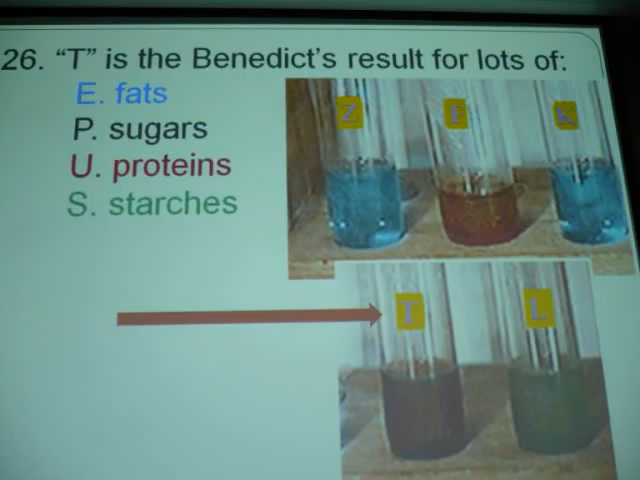 26. "T" is the Benedict's result for lots of:
E. fats
P. sugars
U. proteins
S. starches
Z F K
T L